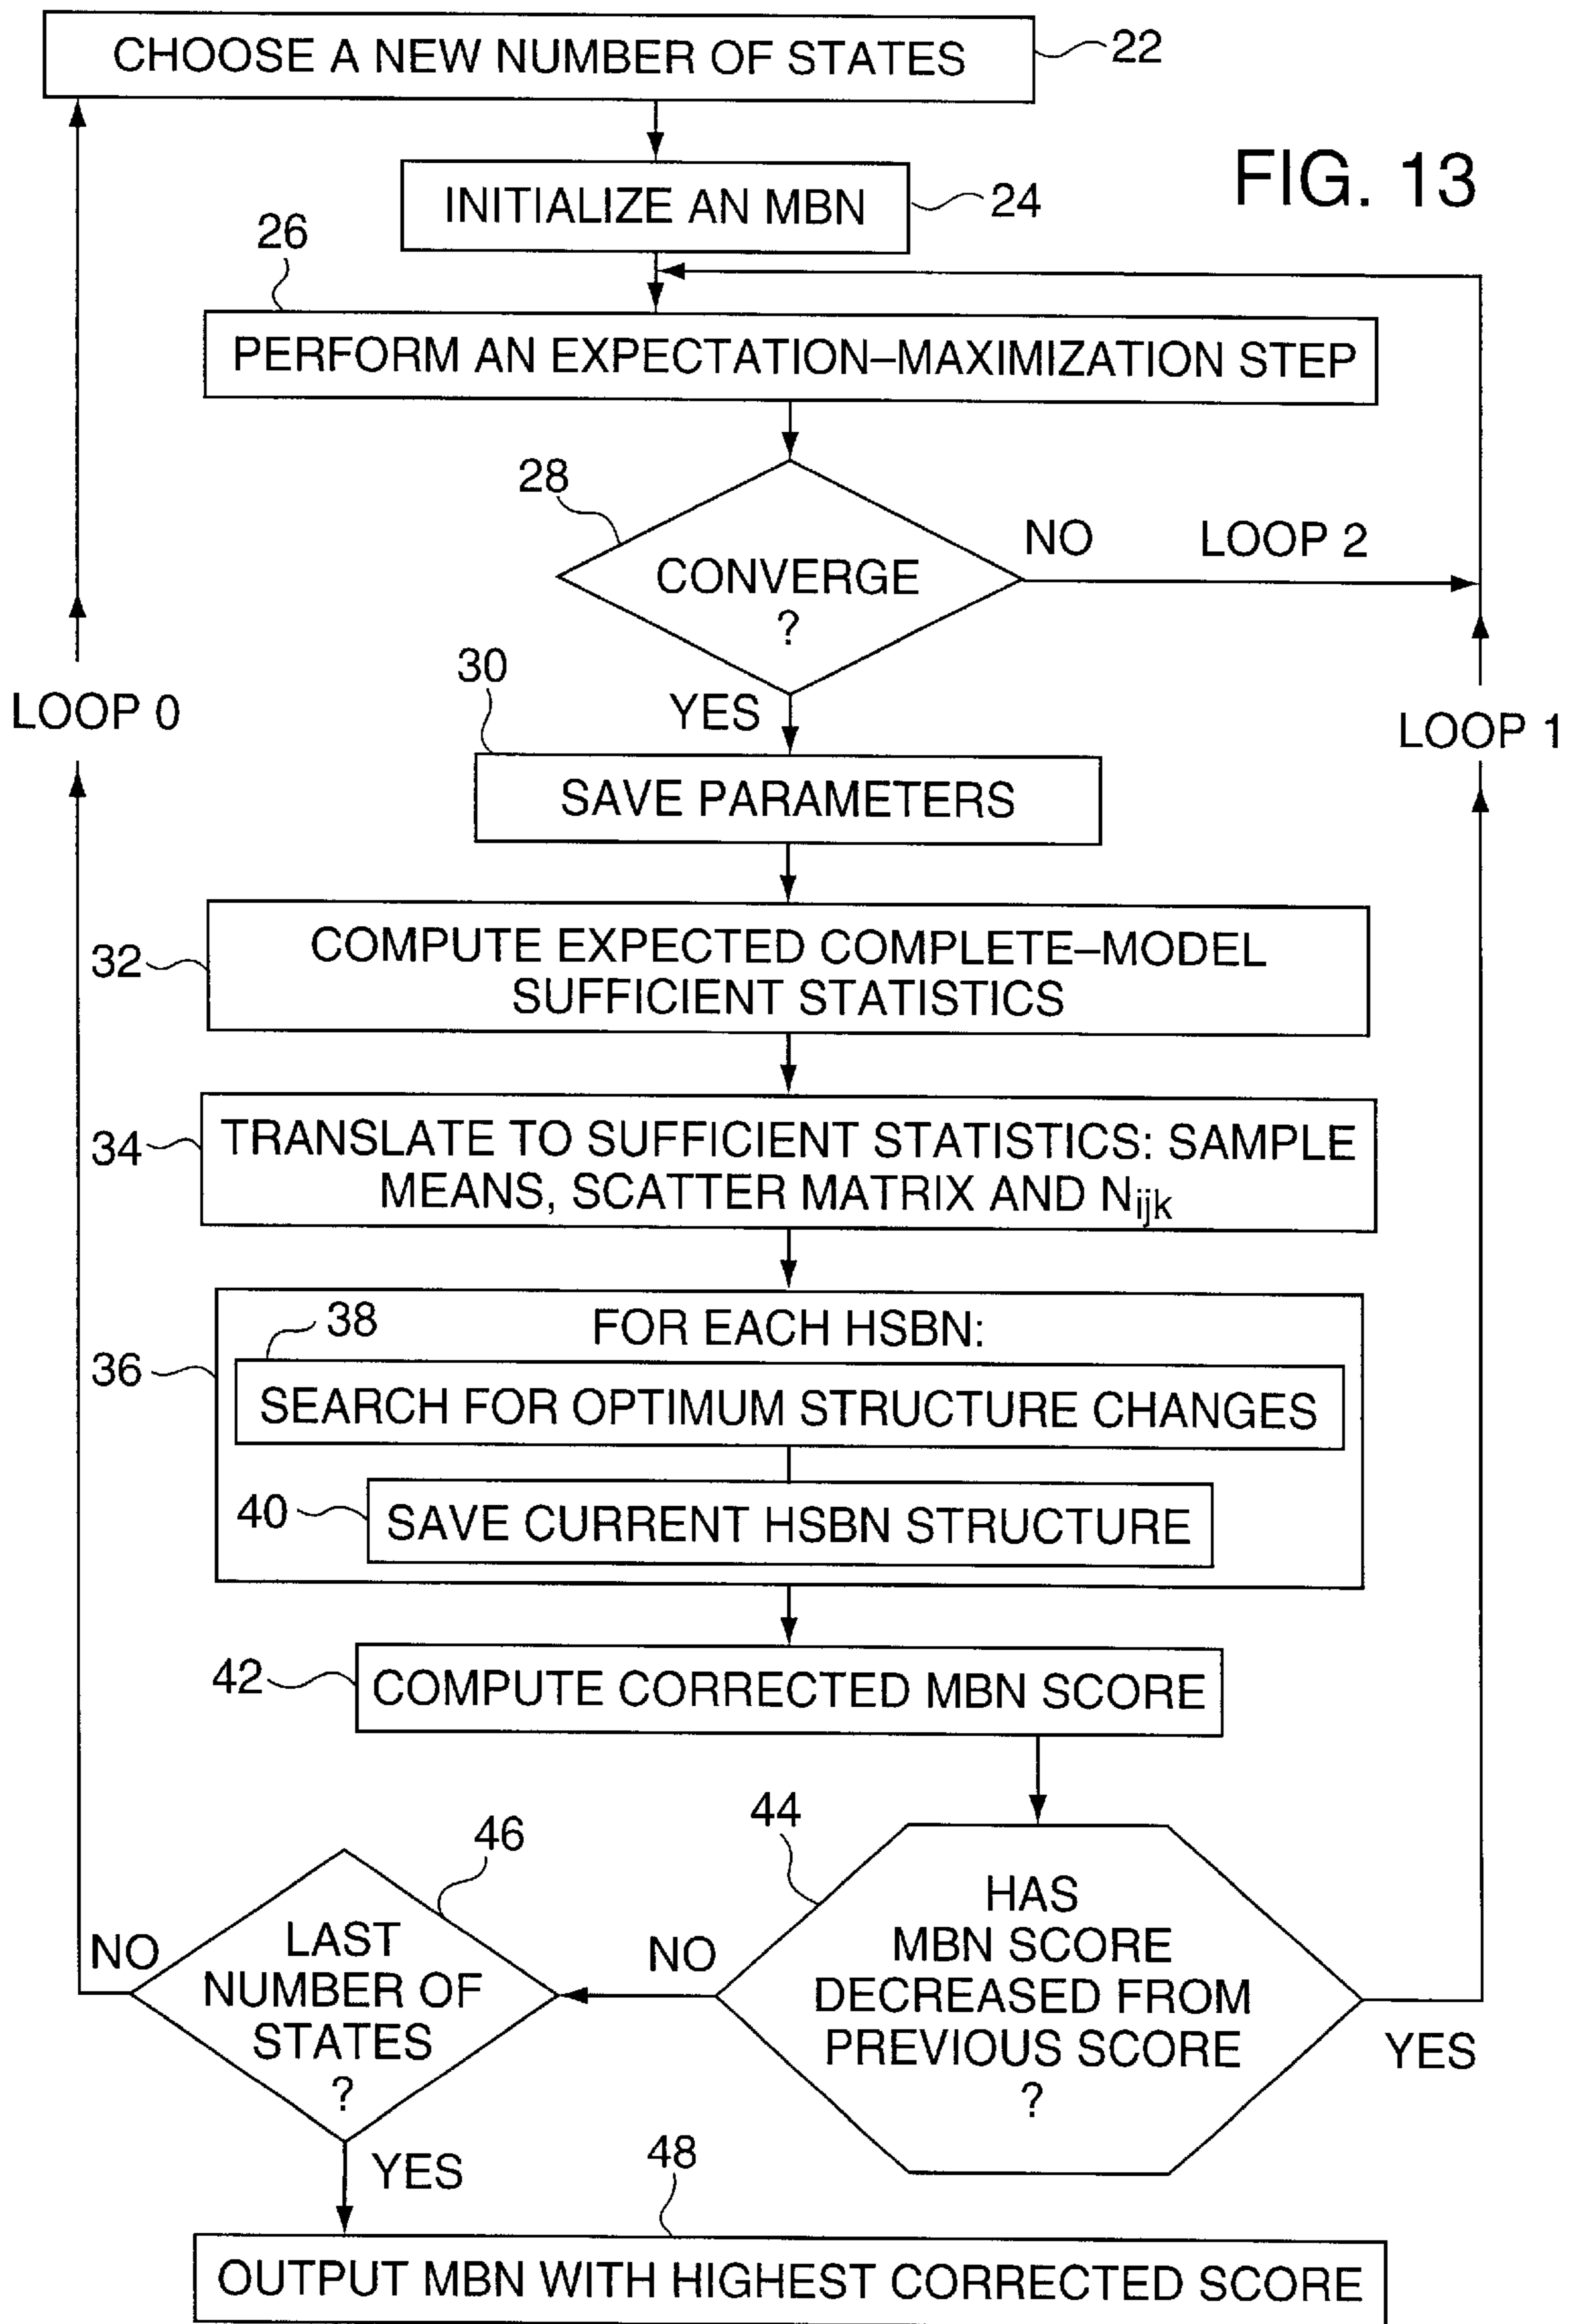 CHOOSE A NEW NUMBER OF STATES
22
FIG. 13
INITIALIZE AN MBN
24
26
PERFORM AN EXPECTATION–MAXIMIZATION STEP
28
CONVERGE
?
NO
LOOP 2
30
YES
LOOP 0
LOOP 1
SAVE PARAMETERS
32
COMPUTE EXPECTED COMPLETE–MODEL
SUFFICIENT STATISTICS
34
TRANSLATE TO SUFFICIENT STATISTICS: SAMPLE
MEANS, SCATTER MATRIX AND Nijk
36
38
FOR EACH HSBN:
SEARCH FOR OPTIMUM STRUCTURE CHANGES
40
SAVE CURRENT HSBN STRUCTURE
42
COMPUTE CORRECTED MBN SCORE
44
HAS
MBN SCORE
DECREASED FROM
PREVIOUS SCORE
?
YES
NO
46
LAST
NUMBER OF
STATES
?
NO
YES
48
OUTPUT MBN WITH HIGHEST CORRECTED SCORE